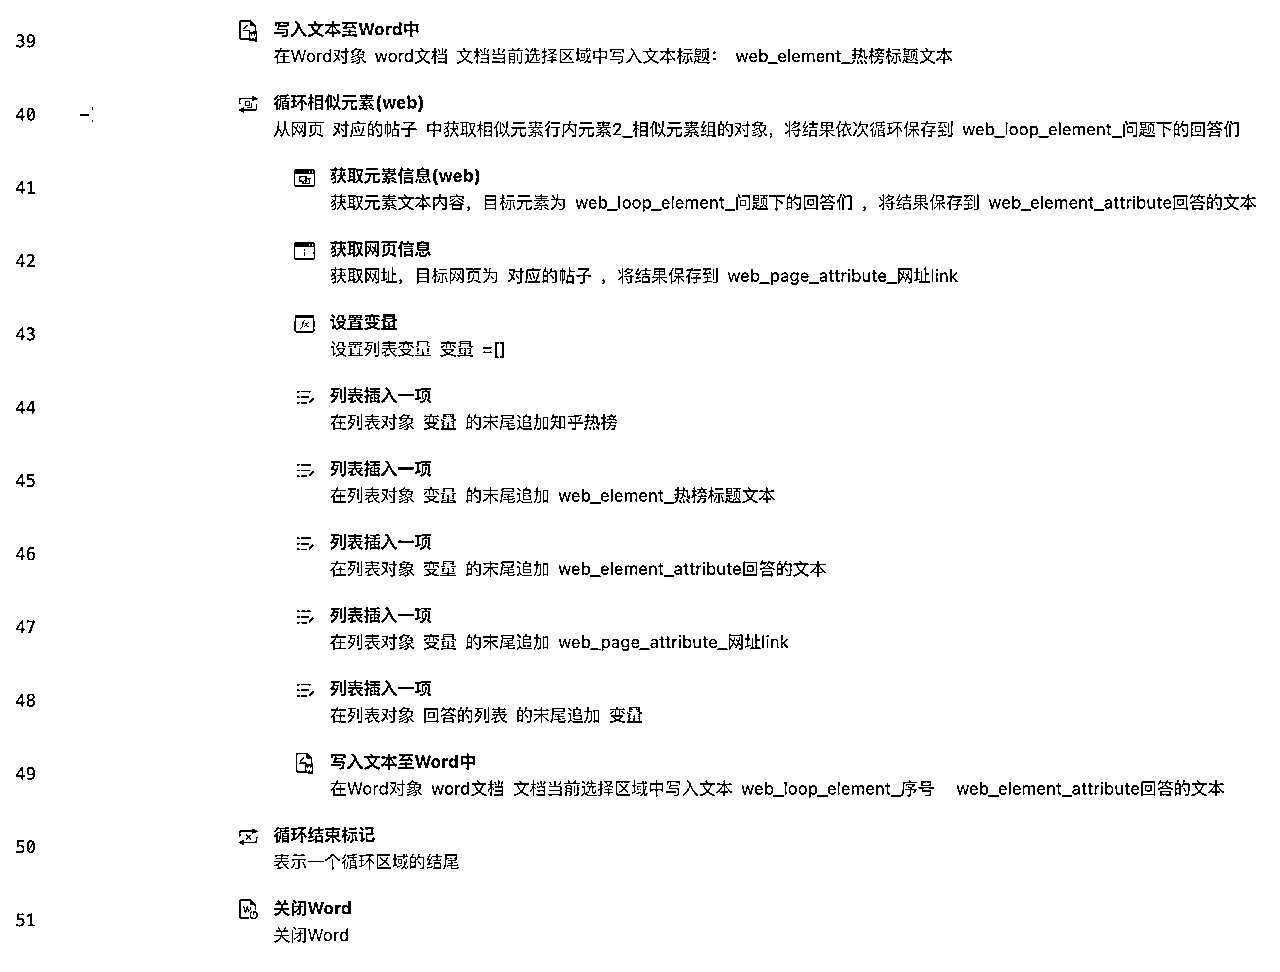 39
写入文本至Word中
在Word对象 word文档 文档当前选择区域中写入文本标题： web_element_热榜标题文本
40
循环相似元素(web)
从网页 对应的帖子 中获取相似元素行内元素2_相似元素组的对象，将结果依次循环保存到 web_loop_element_问题下的回答们
41
获取元素信息(web)
获取元素文本内容，目标元素为 web_loop_element_问题下的回答们 ，将结果保存到 web_element_attribute回答的文本
42
获取网页信息
获取网址，目标网页为 对应的帖子 ，将结果保存到 web_page_attribute_网址link
43
设置变量
设置列表变量 变量 =[]
44
列表插入一项
在列表对象 变量 的末尾追加知乎热榜
45
列表插入一项
在列表对象 变量 的末尾追加 web_element_热榜标题文本
46
列表插入一项
在列表对象 变量 的末尾追加 web_element_attribute回答的文本
47
列表插入一项
在列表对象 变量 的末尾追加 web_page_attribute_网址link
48
列表插入一项
在列表对象 回答的列表 的末尾追加 变量
49
写入文本至Word中
在Word对象 word文档 文档当前选择区域中写入文本 web_loop_element_序号 web_element_attribute回答的文本
50
循环结束标记
表示一个循环区域的结尾
51
关闭Word
关闭Word